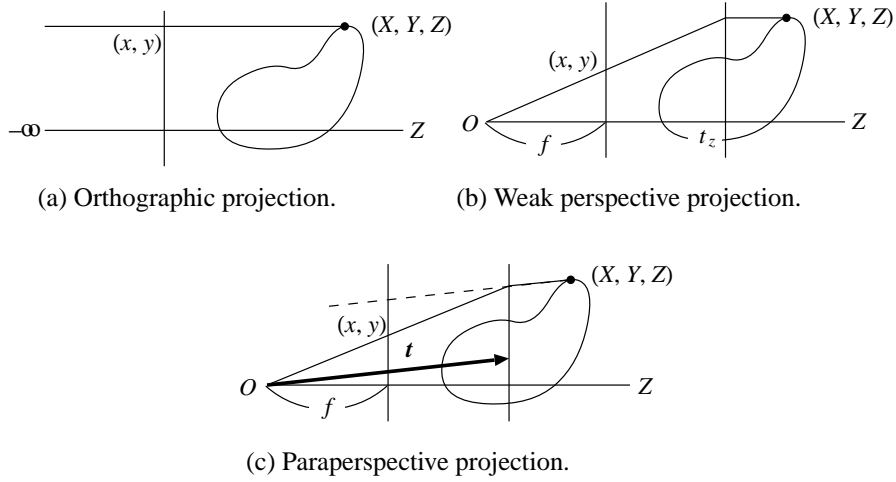 (X, Y, Z)
(x, y)
–∞
Z
(a) Orthographic projection.
(X, Y, Z)
(x, y)
O
f
t_z
Z
(b) Weak perspective projection.
(X, Y, Z)
(x, y)
t
O
f
Z
(c) Paraperspective projection.